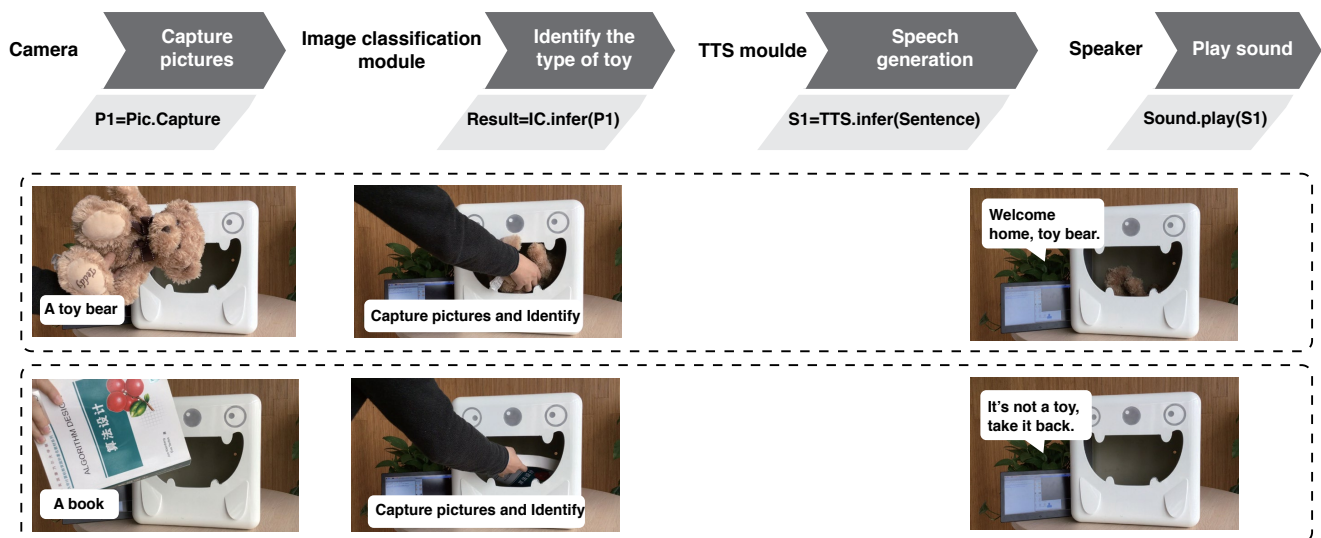 Camera
Capture
pictures
Image classification
module
Identify the
type of toy
TTS moulde
Speech
generation
Speaker
Play sound
P1=Pic.Capture
Result=IC.infer(P1)
S1=TTS.infer(Sentence)
Sound.play(S1)
Teddy
A toy bear
Capture pictures and Identify
Welcome
home, toy bear.
ALGORITHM DESIG
算法设计
A book
Capture pictures and Identify
It's not a toy,
take it back.